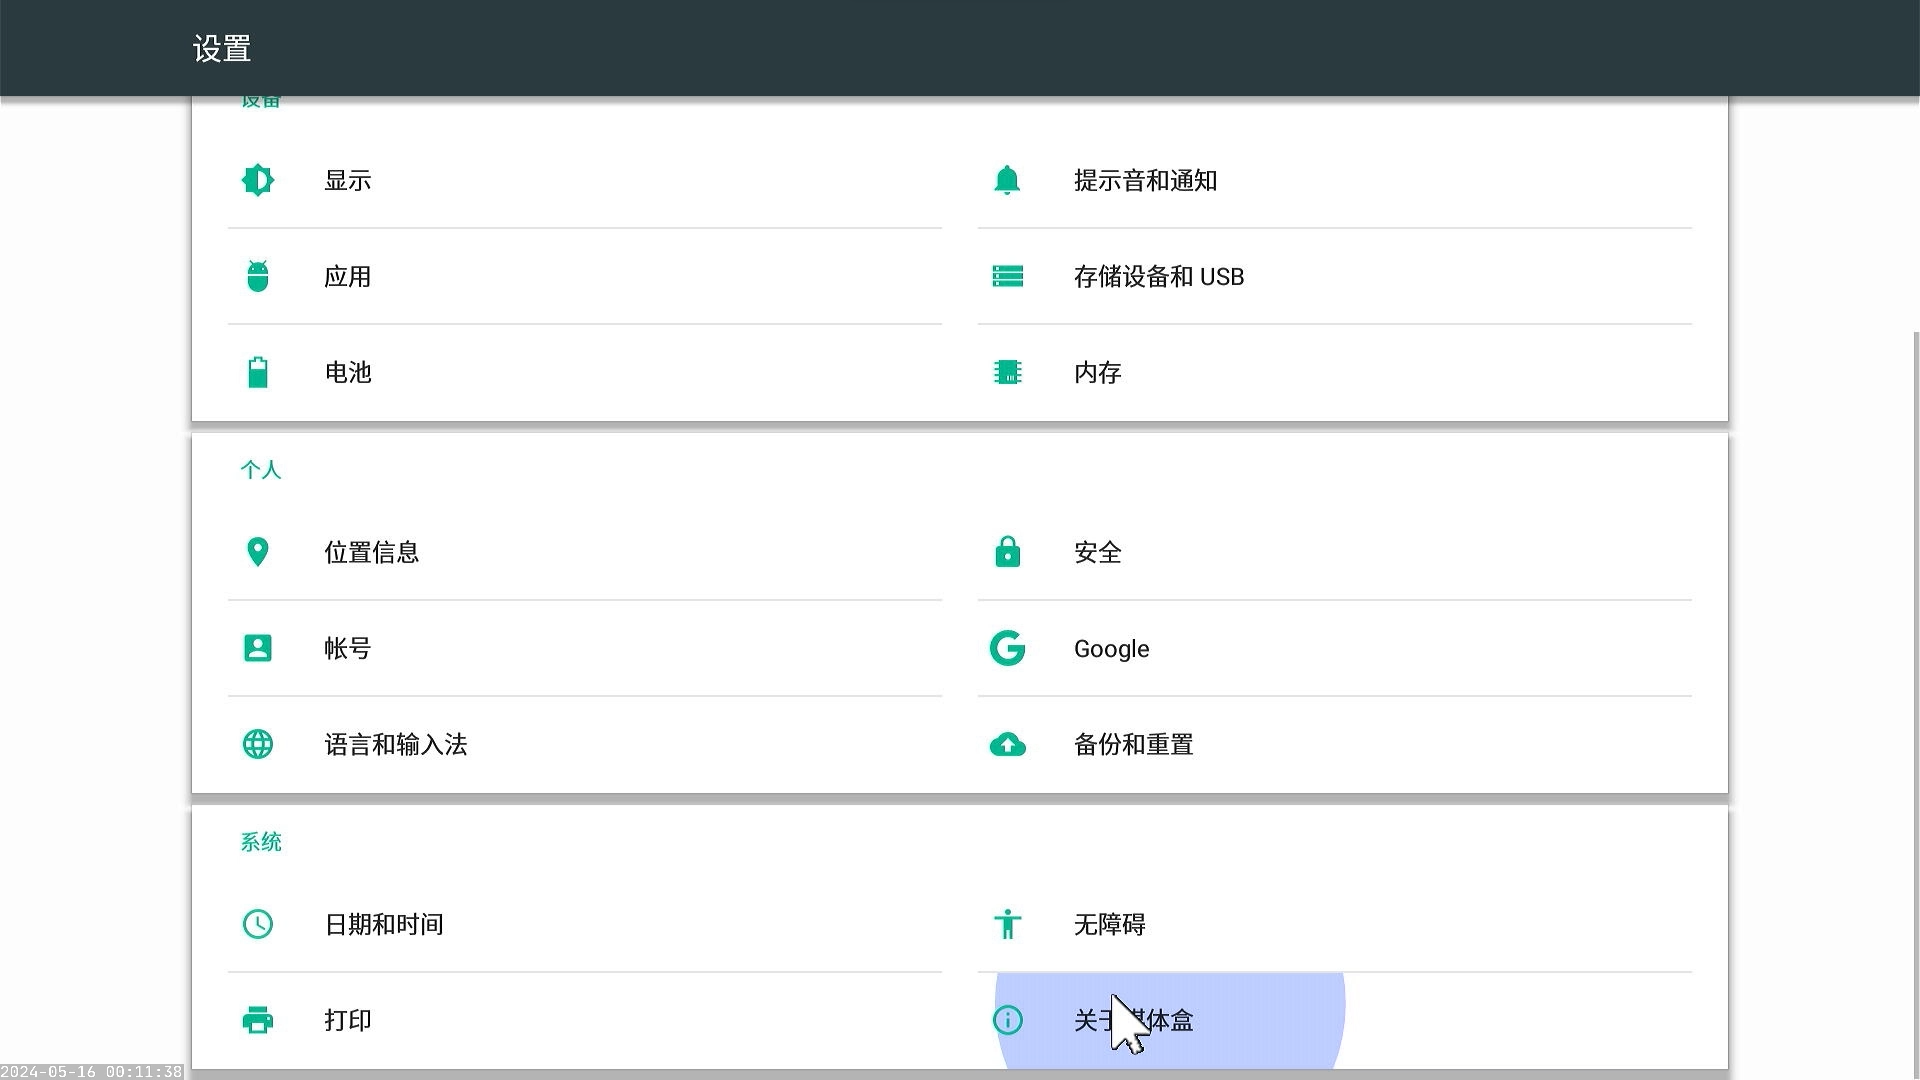 设置
设备
显示
提示音和通知
应用
存储设备和 USB
电池
内存
个人
位置信息
安全
帐号
Google
语言和输入法
备份和重置
系统
日期和时间
无障碍
打印
关于媒体盒
2024-05-16 00:11:38